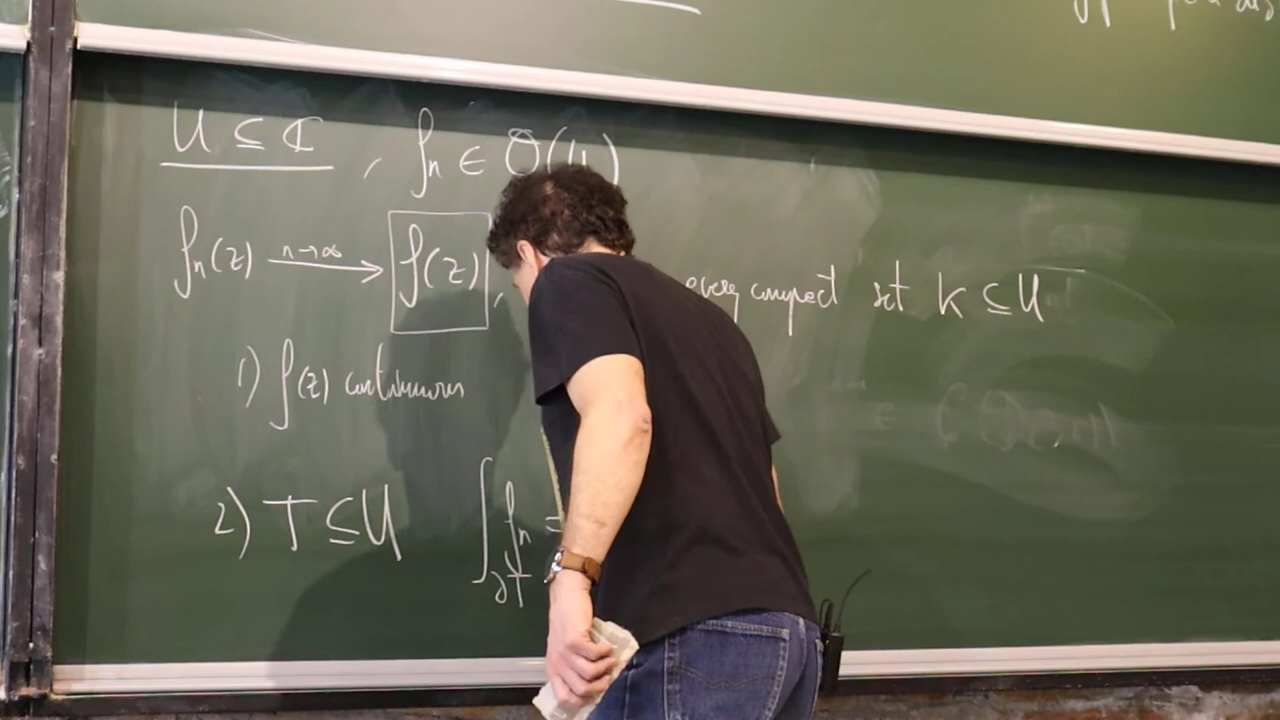 U ⊆ ℂ , fn ∈ O(U)
fn(z) n→∞ → f(z) , every compact set K ⊆ U
1) f(z) continuous
2) T ⊆ U ∫∂T fn =